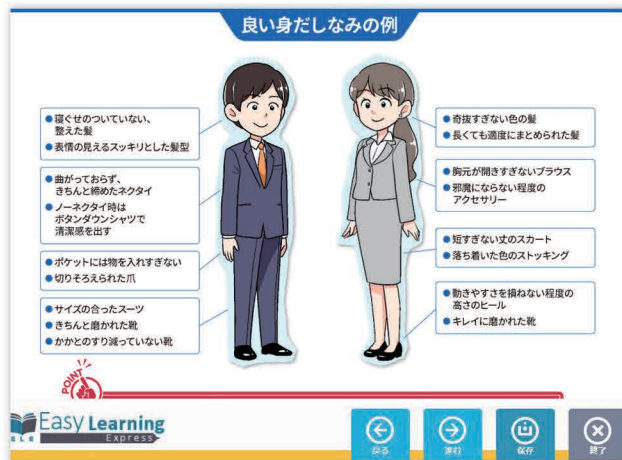 良い身だしなみの例
● 寝ぐせのついていない、
整えた髪
● 表情の見えるスッキリとした髪型
● 曲がっておらず、
きちんと締めたネクタイ
● ノーネクタイ時は
ボタンダウンシャツで
清潔感を出す
● ポケットには物を入れすぎない
● 切りそろえられた爪
● サイズの合ったスーツ
● きちんと磨かれた靴
● かかとのすり減っていない靴
● 奇抜すぎない色の髪
● 長くても適度にまとめられた髪
● 胸元が開きすぎないブラウス
● 邪魔にならない程度の
アクセサリー
● 短すぎない丈のスカート
● 落ち着いた色のストッキング
● 動きやすさを損ねない程度の
高さのヒール
● キレイに磨かれた靴
POINT
Easy Learning
Express
ELE
戻る
進む
保存
終了